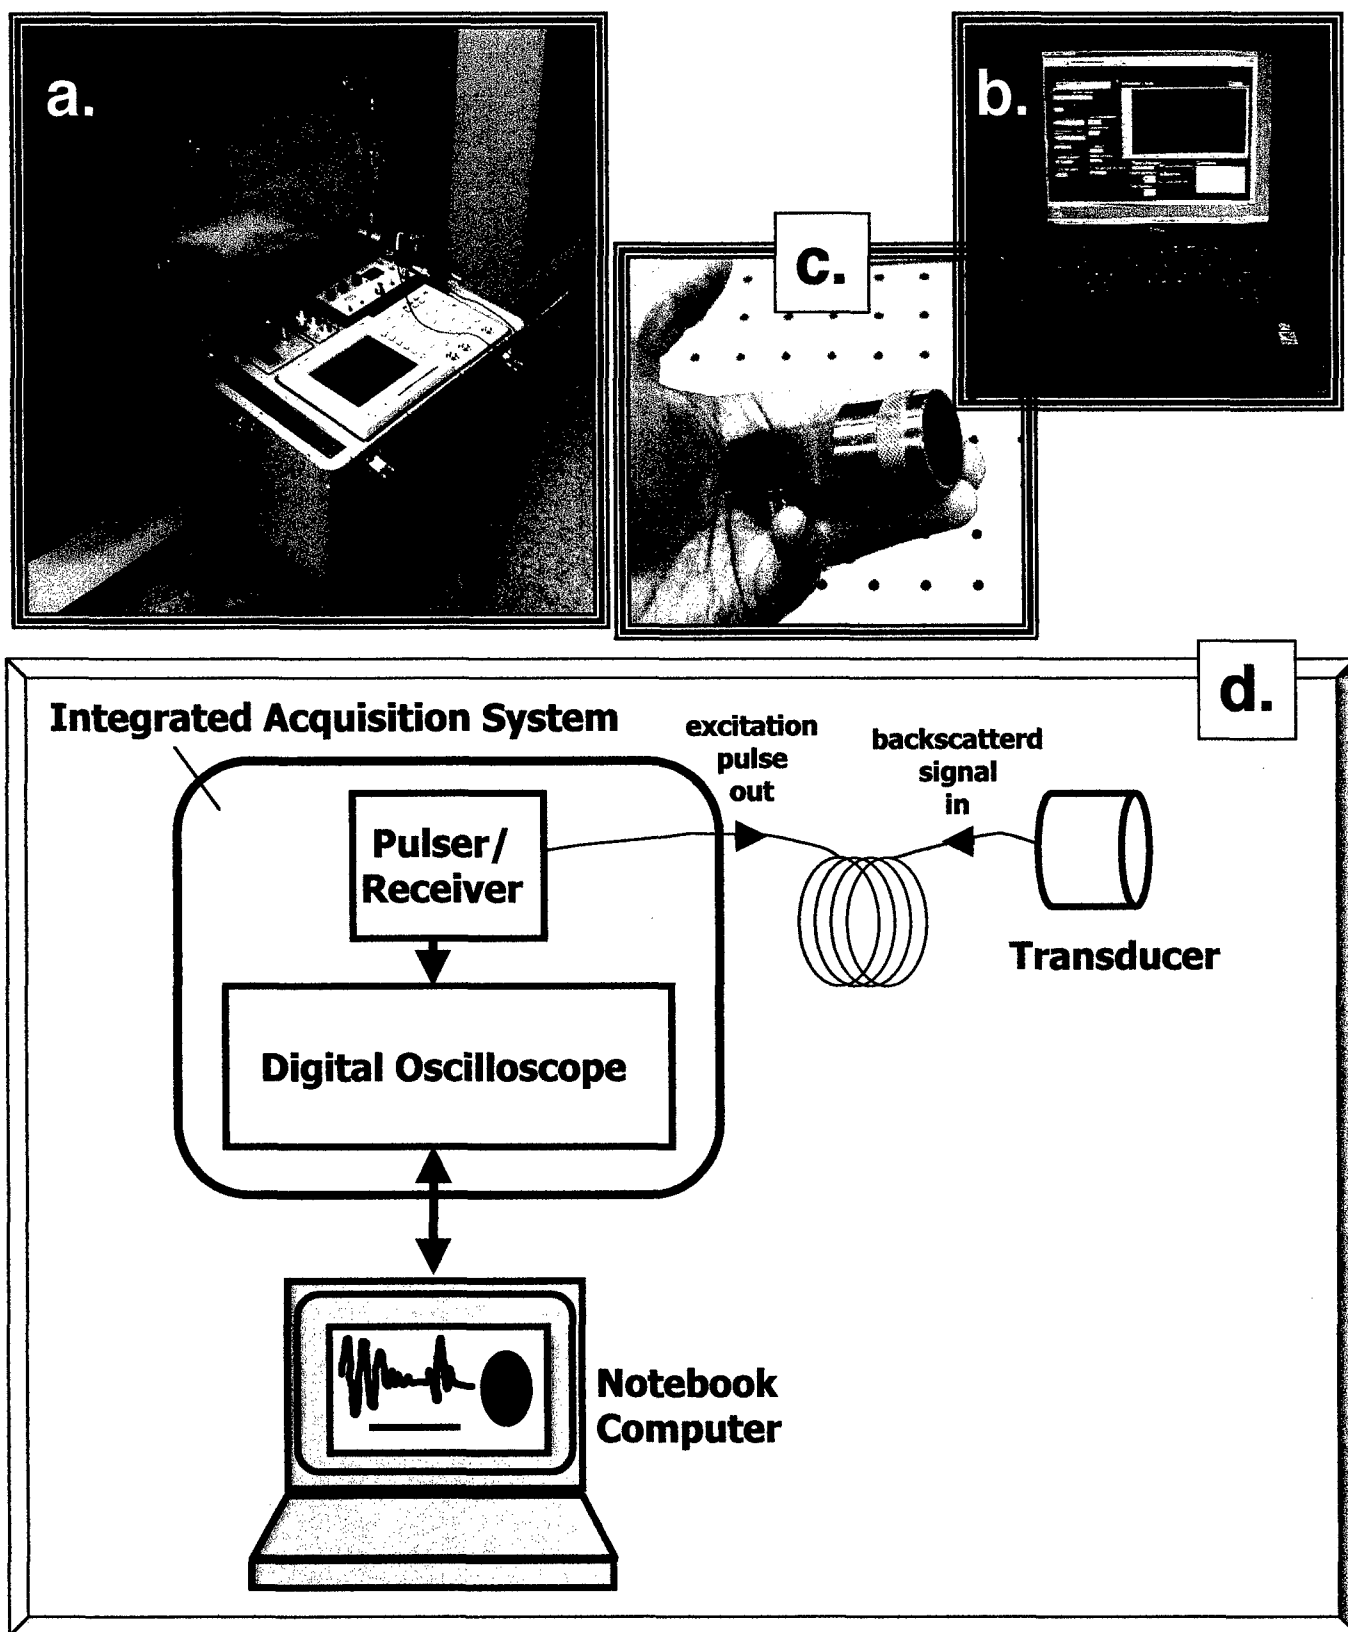 a.
b.
c.
d.
Integrated Acquisition System
excitation
pulse
out
backscatterd
signal
in
Pulser/
Receiver
Transducer
Digital Oscilloscope
Notebook
Computer